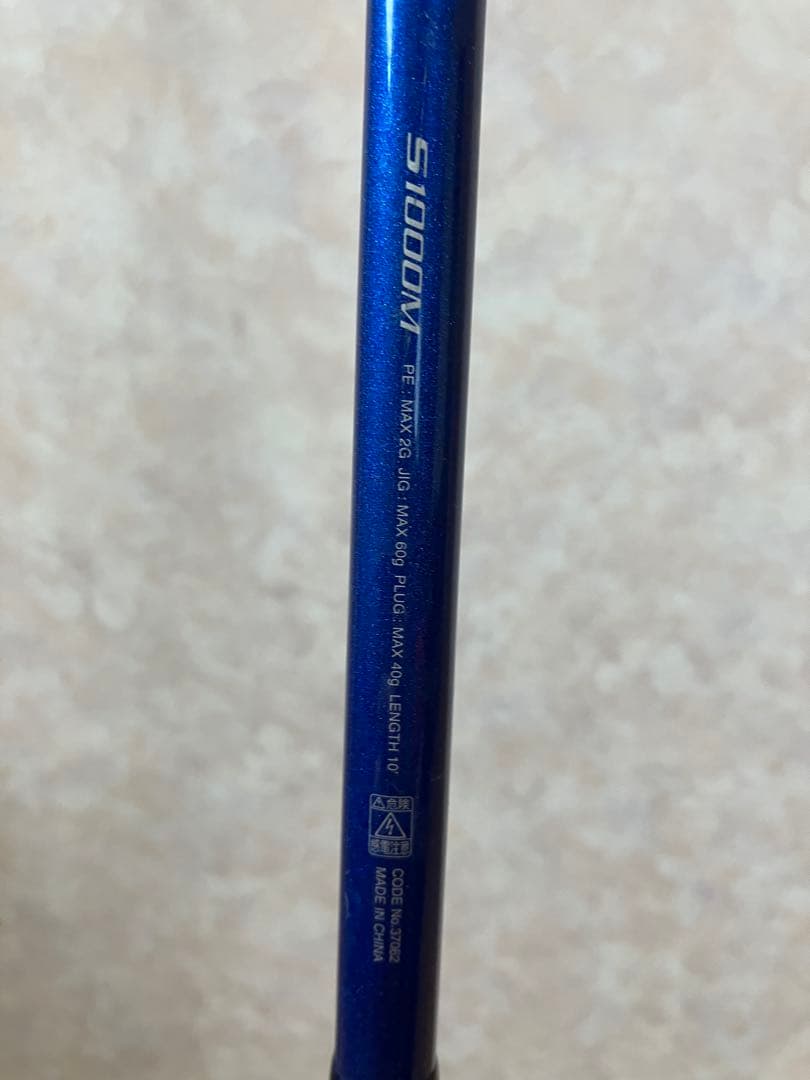 S1000M
PE : MAX 2G JIG : MAX 60g PLUG : MAX 40g LENGTH 10'
危険
感電注意
CODE No.37082
MADE IN CHINA